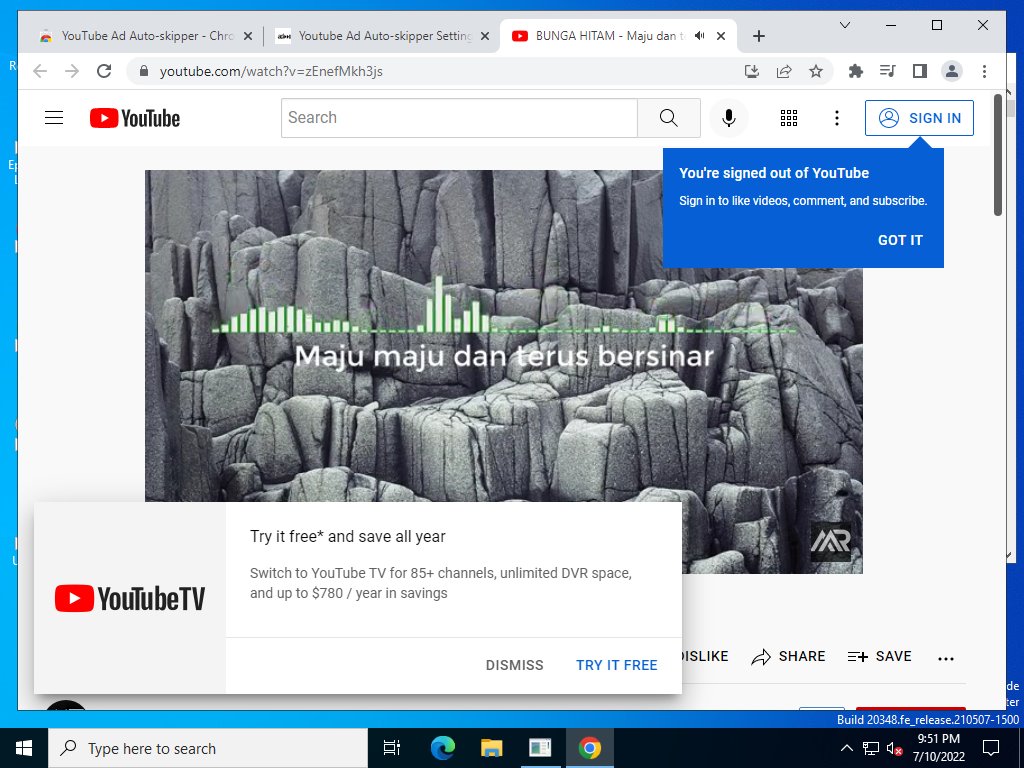 YouTube Ad Auto-skipper - Chro
Youtube Ad Auto-skipper Setting
BUNGA HITAM - Maju dan t
youtube.com/watch?v=zEnefMkh3js
YouTube
Search
SIGN IN
You're signed out of YouTube
Sign in to like videos, comment, and subscribe.
GOT IT
Maju maju dan terus bersinar
MR
Try it free* and save all year
Switch to YouTube TV for 85+ channels, unlimited DVR space,
and up to $780 / year in savings
YouTubeTV
DISMISS
TRY IT FREE
DISLIKE
SHARE
SAVE
Build 20348.fe_release.210507-1500
Type here to search
9:51 PM
7/10/2022